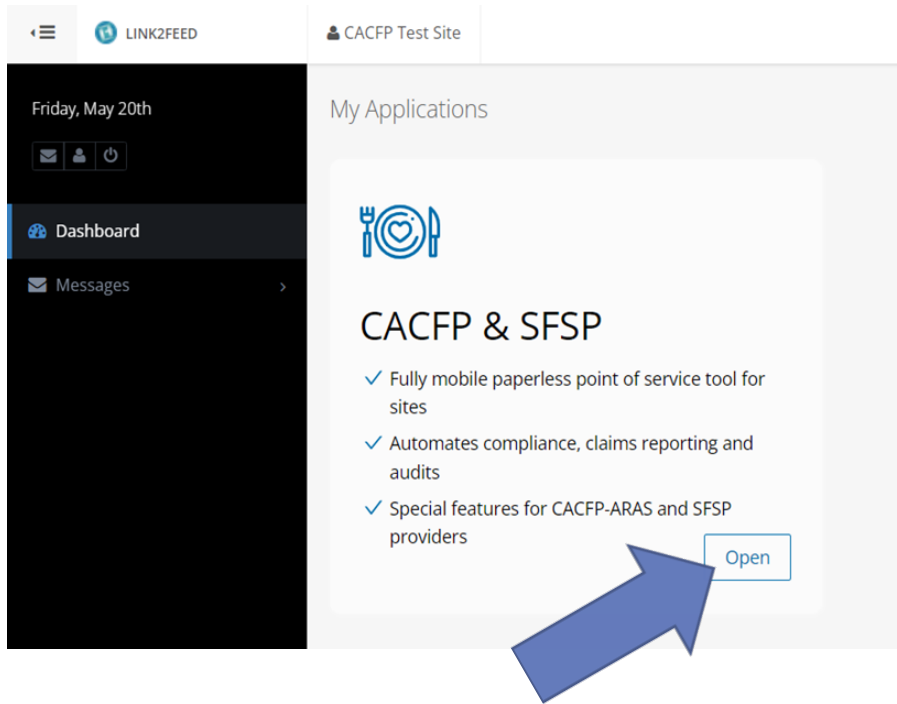 LINK2FEED
CACFP Test Site
Friday, May 20th
Dashboard
Messages
My Applications
CACFP & SFSP
Fully mobile paperless point of service tool for
sites
Automates compliance, claims reporting and
audits
Special features for CACFP-ARAS and SFSP
providers
Open